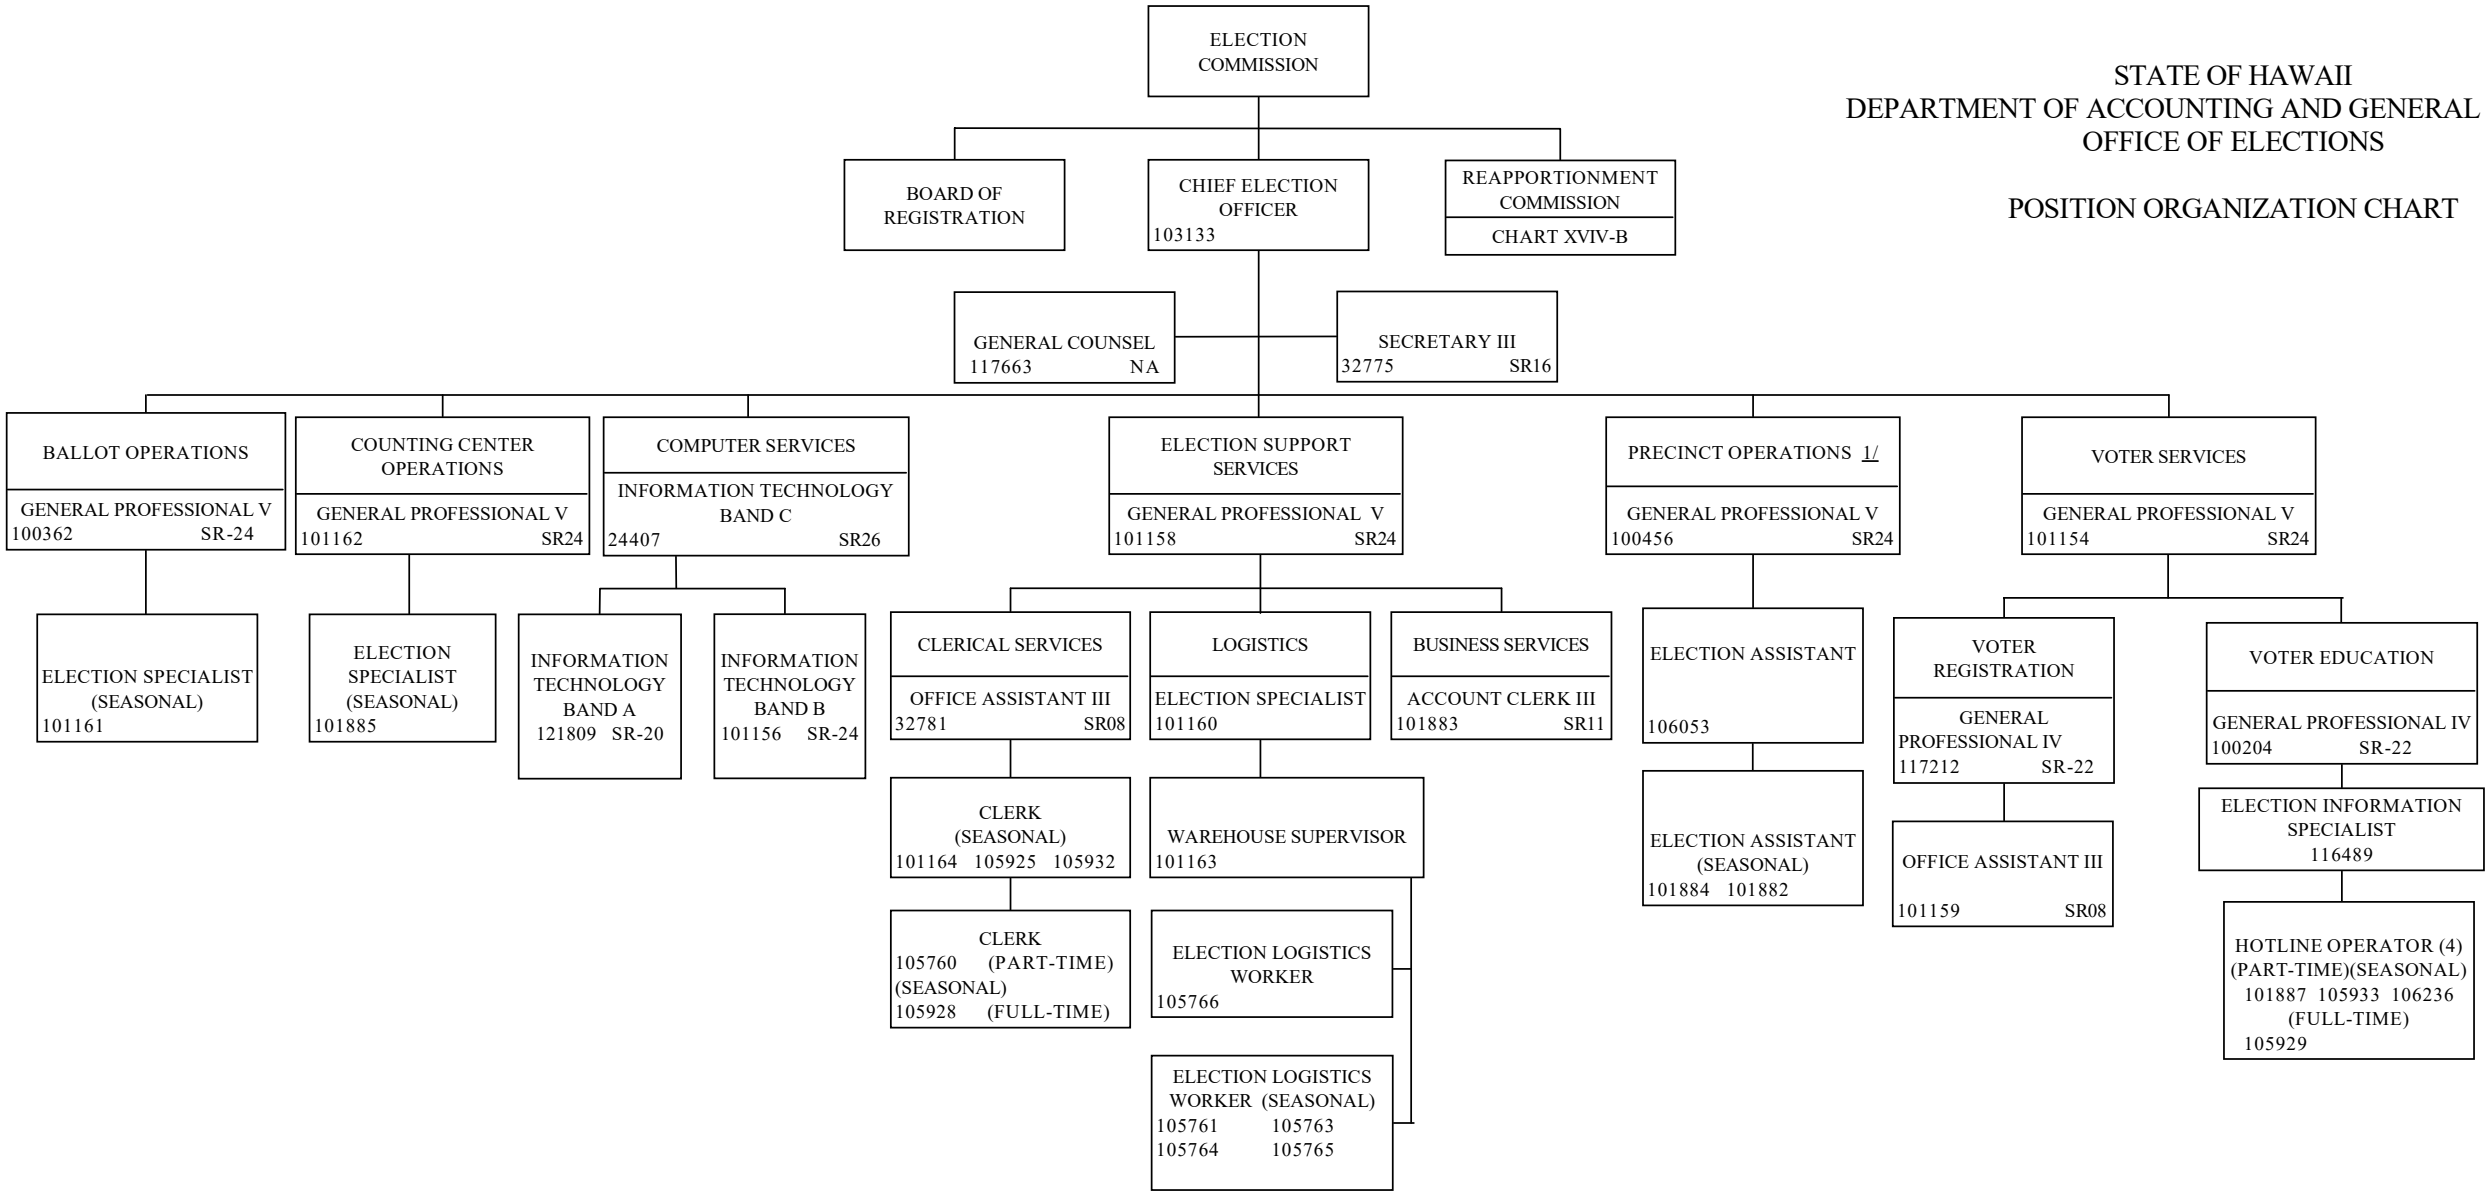 ELECTION
COMMISSION
STATE OF HAWAII
DEPARTMENT OF ACCOUNTING AND GENERAL
OFFICE OF ELECTIONS
POSITION ORGANIZATION CHART
BOARD OF
REGISTRATION
CHIEF ELECTION
OFFICER
103133
REAPPORTIONMENT
COMMISSION
CHART XVIV-B
GENERAL COUNSEL
117663 NA
SECRETARY III
32775 SR16
BALLOT OPERATIONS
GENERAL PROFESSIONAL V
100362 SR-24
COUNTING CENTER
OPERATIONS
GENERAL PROFESSIONAL V
101162 SR24
COMPUTER SERVICES
INFORMATION TECHNOLOGY
BAND C
24407 SR26
ELECTION SUPPORT
SERVICES
GENERAL PROFESSIONAL V
101158 SR24
PRECINCT OPERATIONS 1/
GENERAL PROFESSIONAL V
100456 SR24
VOTER SERVICES
GENERAL PROFESSIONAL V
101154 SR24
ELECTION SPECIALIST
(SEASONAL)
101161
ELECTION
SPECIALIST
(SEASONAL)
101885
INFORMATION
TECHNOLOGY
BAND A
121809 SR-20
INFORMATION
TECHNOLOGY
BAND B
101156 SR-24
CLERICAL SERVICES
OFFICE ASSISTANT III
32781 SR08
LOGISTICS
ELECTION SPECIALIST
101160
BUSINESS SERVICES
ACCOUNT CLERK III
101883 SR11
ELECTION ASSISTANT
106053
VOTER
REGISTRATION
GENERAL
PROFESSIONAL IV
117212 SR-22
VOTER EDUCATION
GENERAL PROFESSIONAL IV
100204 SR-22
CLERK
(SEASONAL)
101164 105925 105932
WAREHOUSE SUPERVISOR
101163
ELECTION ASSISTANT
(SEASONAL)
101884 101882
OFFICE ASSISTANT III
101159 SR08
ELECTION INFORMATION
SPECIALIST
116489
CLERK
105760 (PART-TIME)
(SEASONAL)
105928 (FULL-TIME)
ELECTION LOGISTICS
WORKER
105766
HOTLINE OPERATOR (4)
(PART-TIME)(SEASONAL)
101887 105933 106236
(FULL-TIME)
105929
ELECTION LOGISTICS
WORKER (SEASONAL)
105761 105763
105764 105765